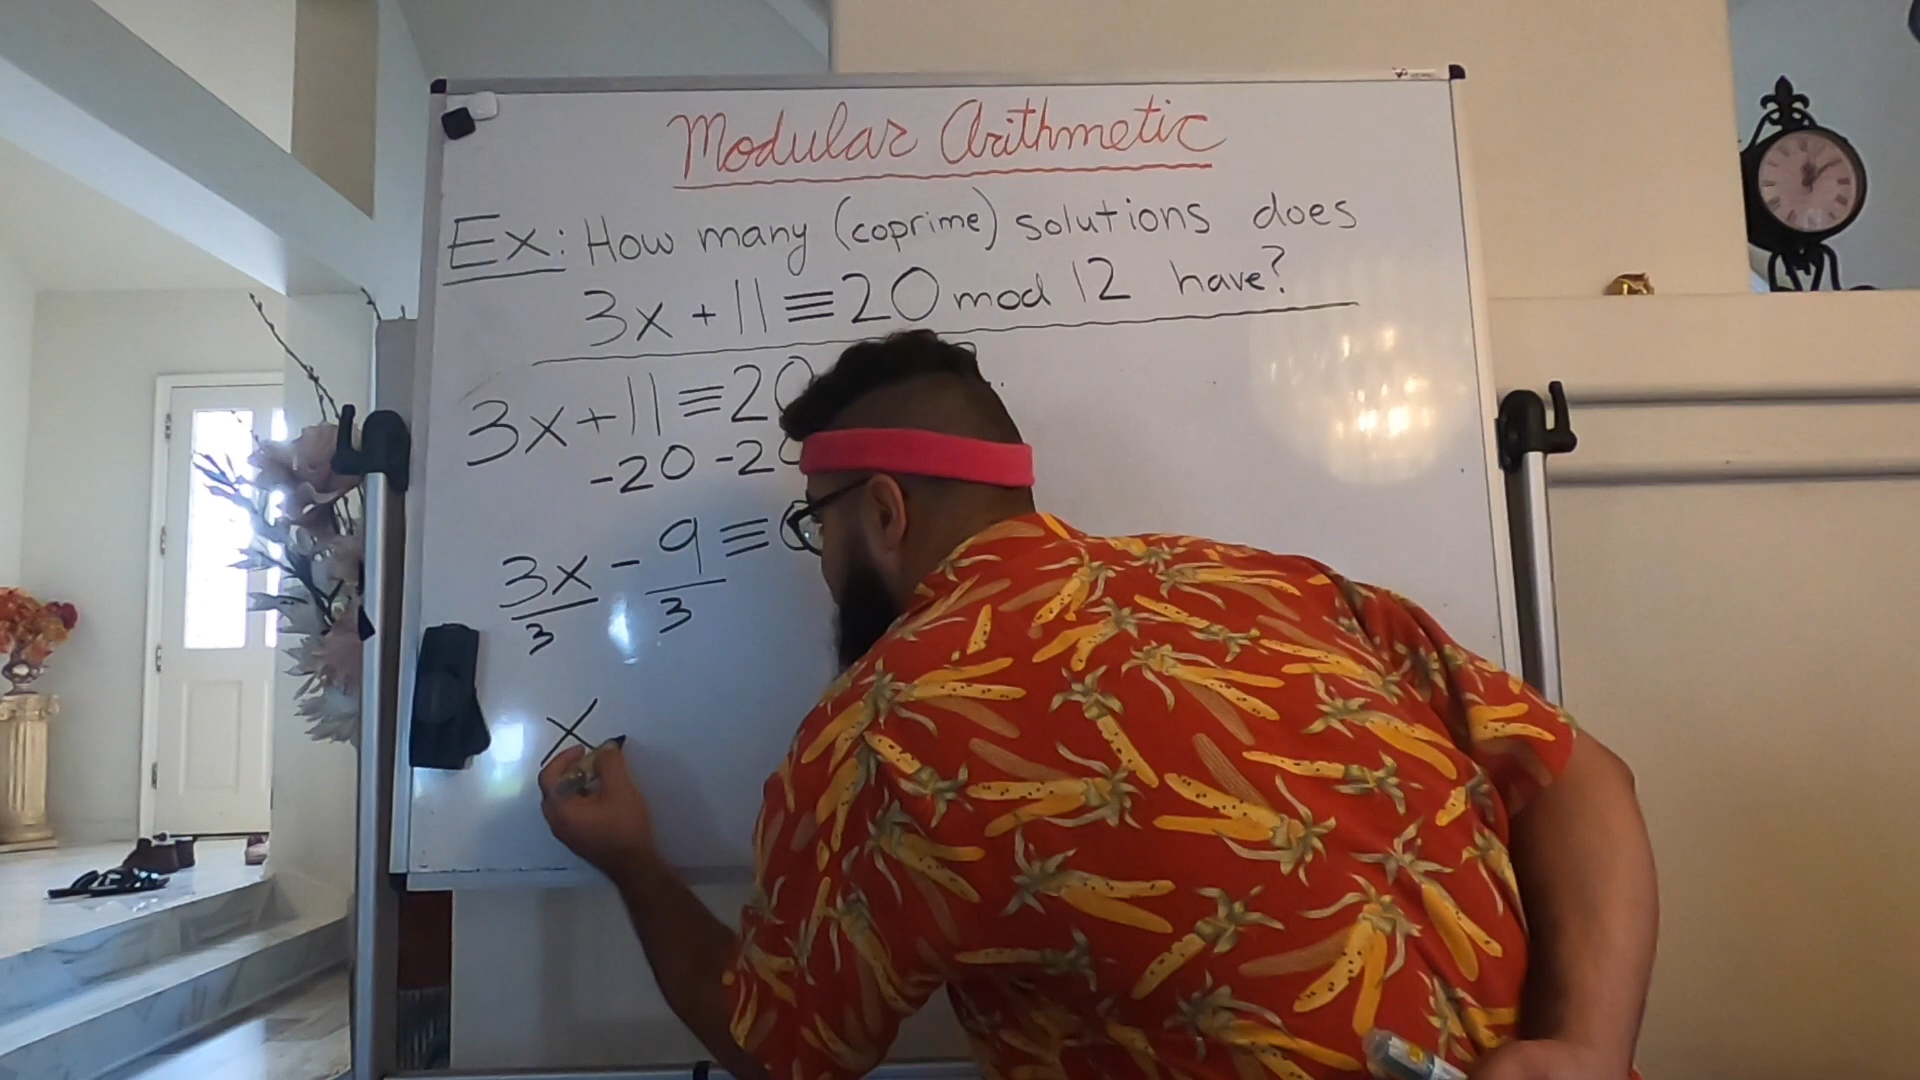 Modular Arithmetic
Ex: How many (coprime) solutions does
3x + 11 ≡ 20 mod 12 have?
3x + 11 ≡ 20
-20 -20
3x - 9 ≡ 0
3 3
x